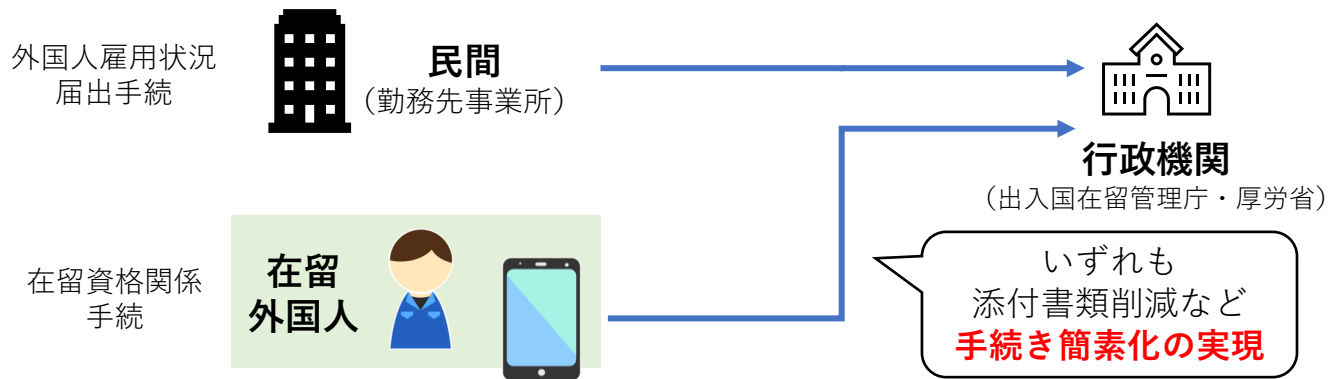 外国人雇用状況
届出手続
民間
（勤務先事業所）
行政機関
（出入国在留管理庁・厚労省）
在留資格関係
手続
在留
外国人
いずれも
添付書類削減など
手続き簡素化の実現